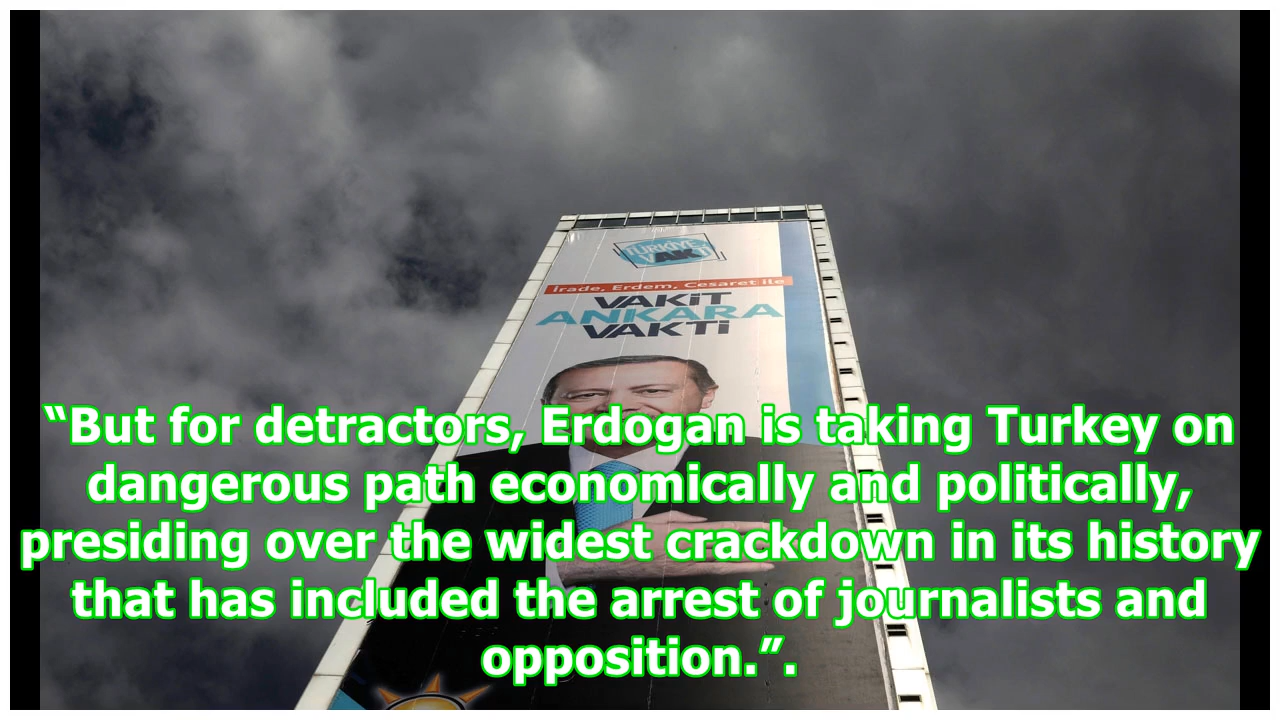 TÜRKİYE
VAKTİ
İrade, Erdem, Cesaret ile
VAKİT
ANKARA
VAKTİ
“But for detractors, Erdogan is taking Turkey on
dangerous path economically and politically,
presiding over the widest crackdown in its history
that has included the arrest of journalists and
opposition.”.